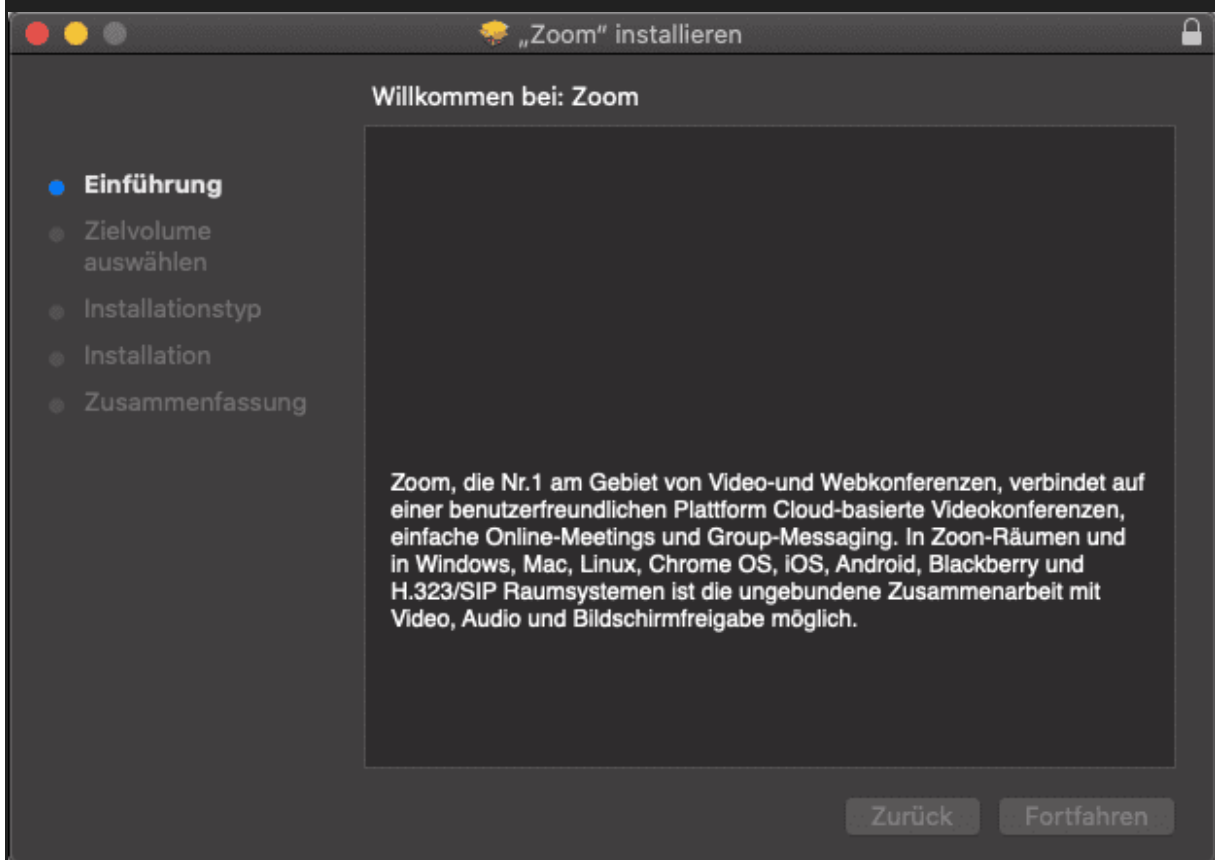 „Zoom“ installieren
Willkommen bei: Zoom
Einführung
Zielvolume
auswählen
Installationstyp
Installation
Zusammenfassung
Zoom, die Nr.1 am Gebiet von Video-und Webkonferenzen, verbindet auf
einer benutzerfreundlichen Plattform Cloud-basierte Videokonferenzen,
einfache Online-Meetings und Group-Messaging. In Zoon-Räumen und
in Windows, Mac, Linux, Chrome OS, iOS, Android, Blackberry und
H.323/SIP Raumsystemen ist die ungebundene Zusammenarbeit mit
Video, Audio und Bildschirmfreigabe möglich.
Zurück
Fortfahren